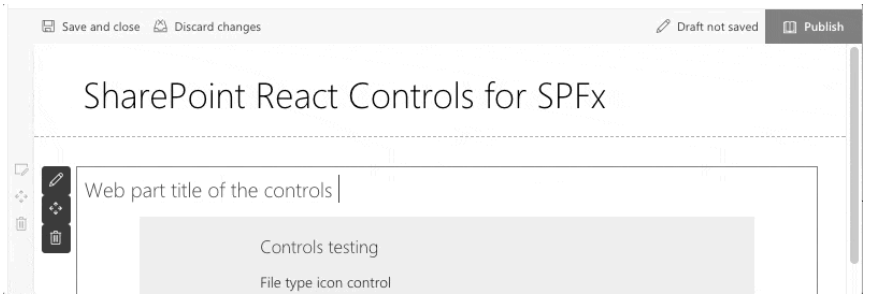 Save and close Discard changes Draft not saved Publish
SharePoint React Controls for SPFx
Web part title of the controls
Controls testing
File type icon control